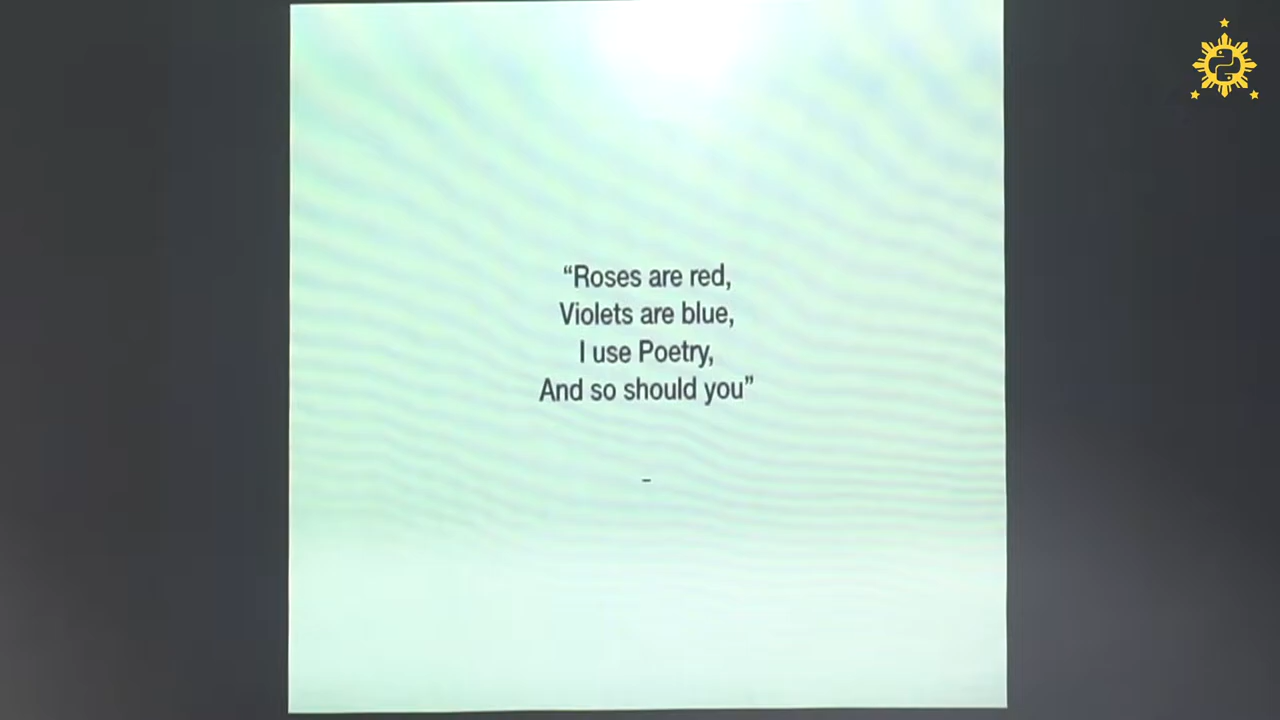 “Roses are red,
Violets are blue,
I use Poetry,
And so should you”
-